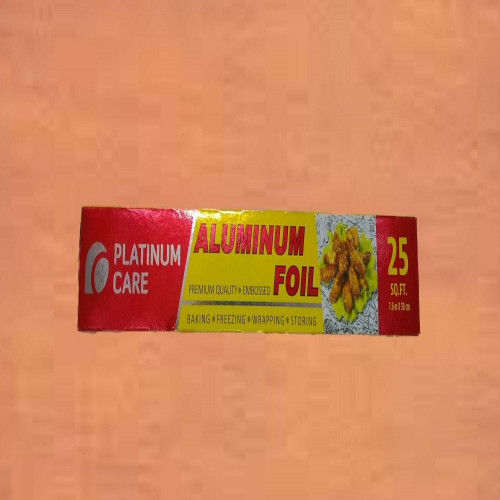 PLATINUM
CARE
ALUMINUM
FOIL
PREMIUM QUALITY • EMBOSSED
BAKING • FREEZING • WRAPPING • STORING
25
SQ.FT.